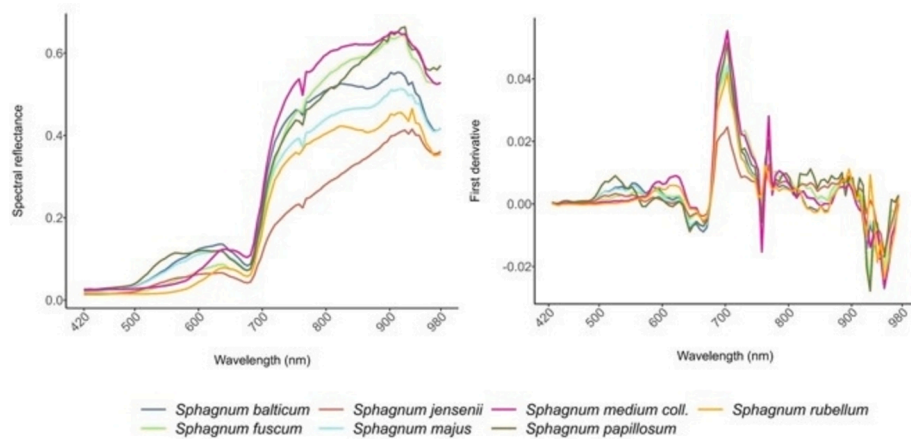 Spectral reflectance
0.6
0.4
0.2
0.0
420 500 600 700 800 900 980
Wavelength (nm)
First derivative
0.04
0.02
0.00
-0.02
420 500 600 700 800 900 980
Wavelength (nm)
Sphagnum balticum Sphagnum jensenii Sphagnum medium coll. Sphagnum rubellum
Sphagnum fuscum Sphagnum majus Sphagnum papillosum